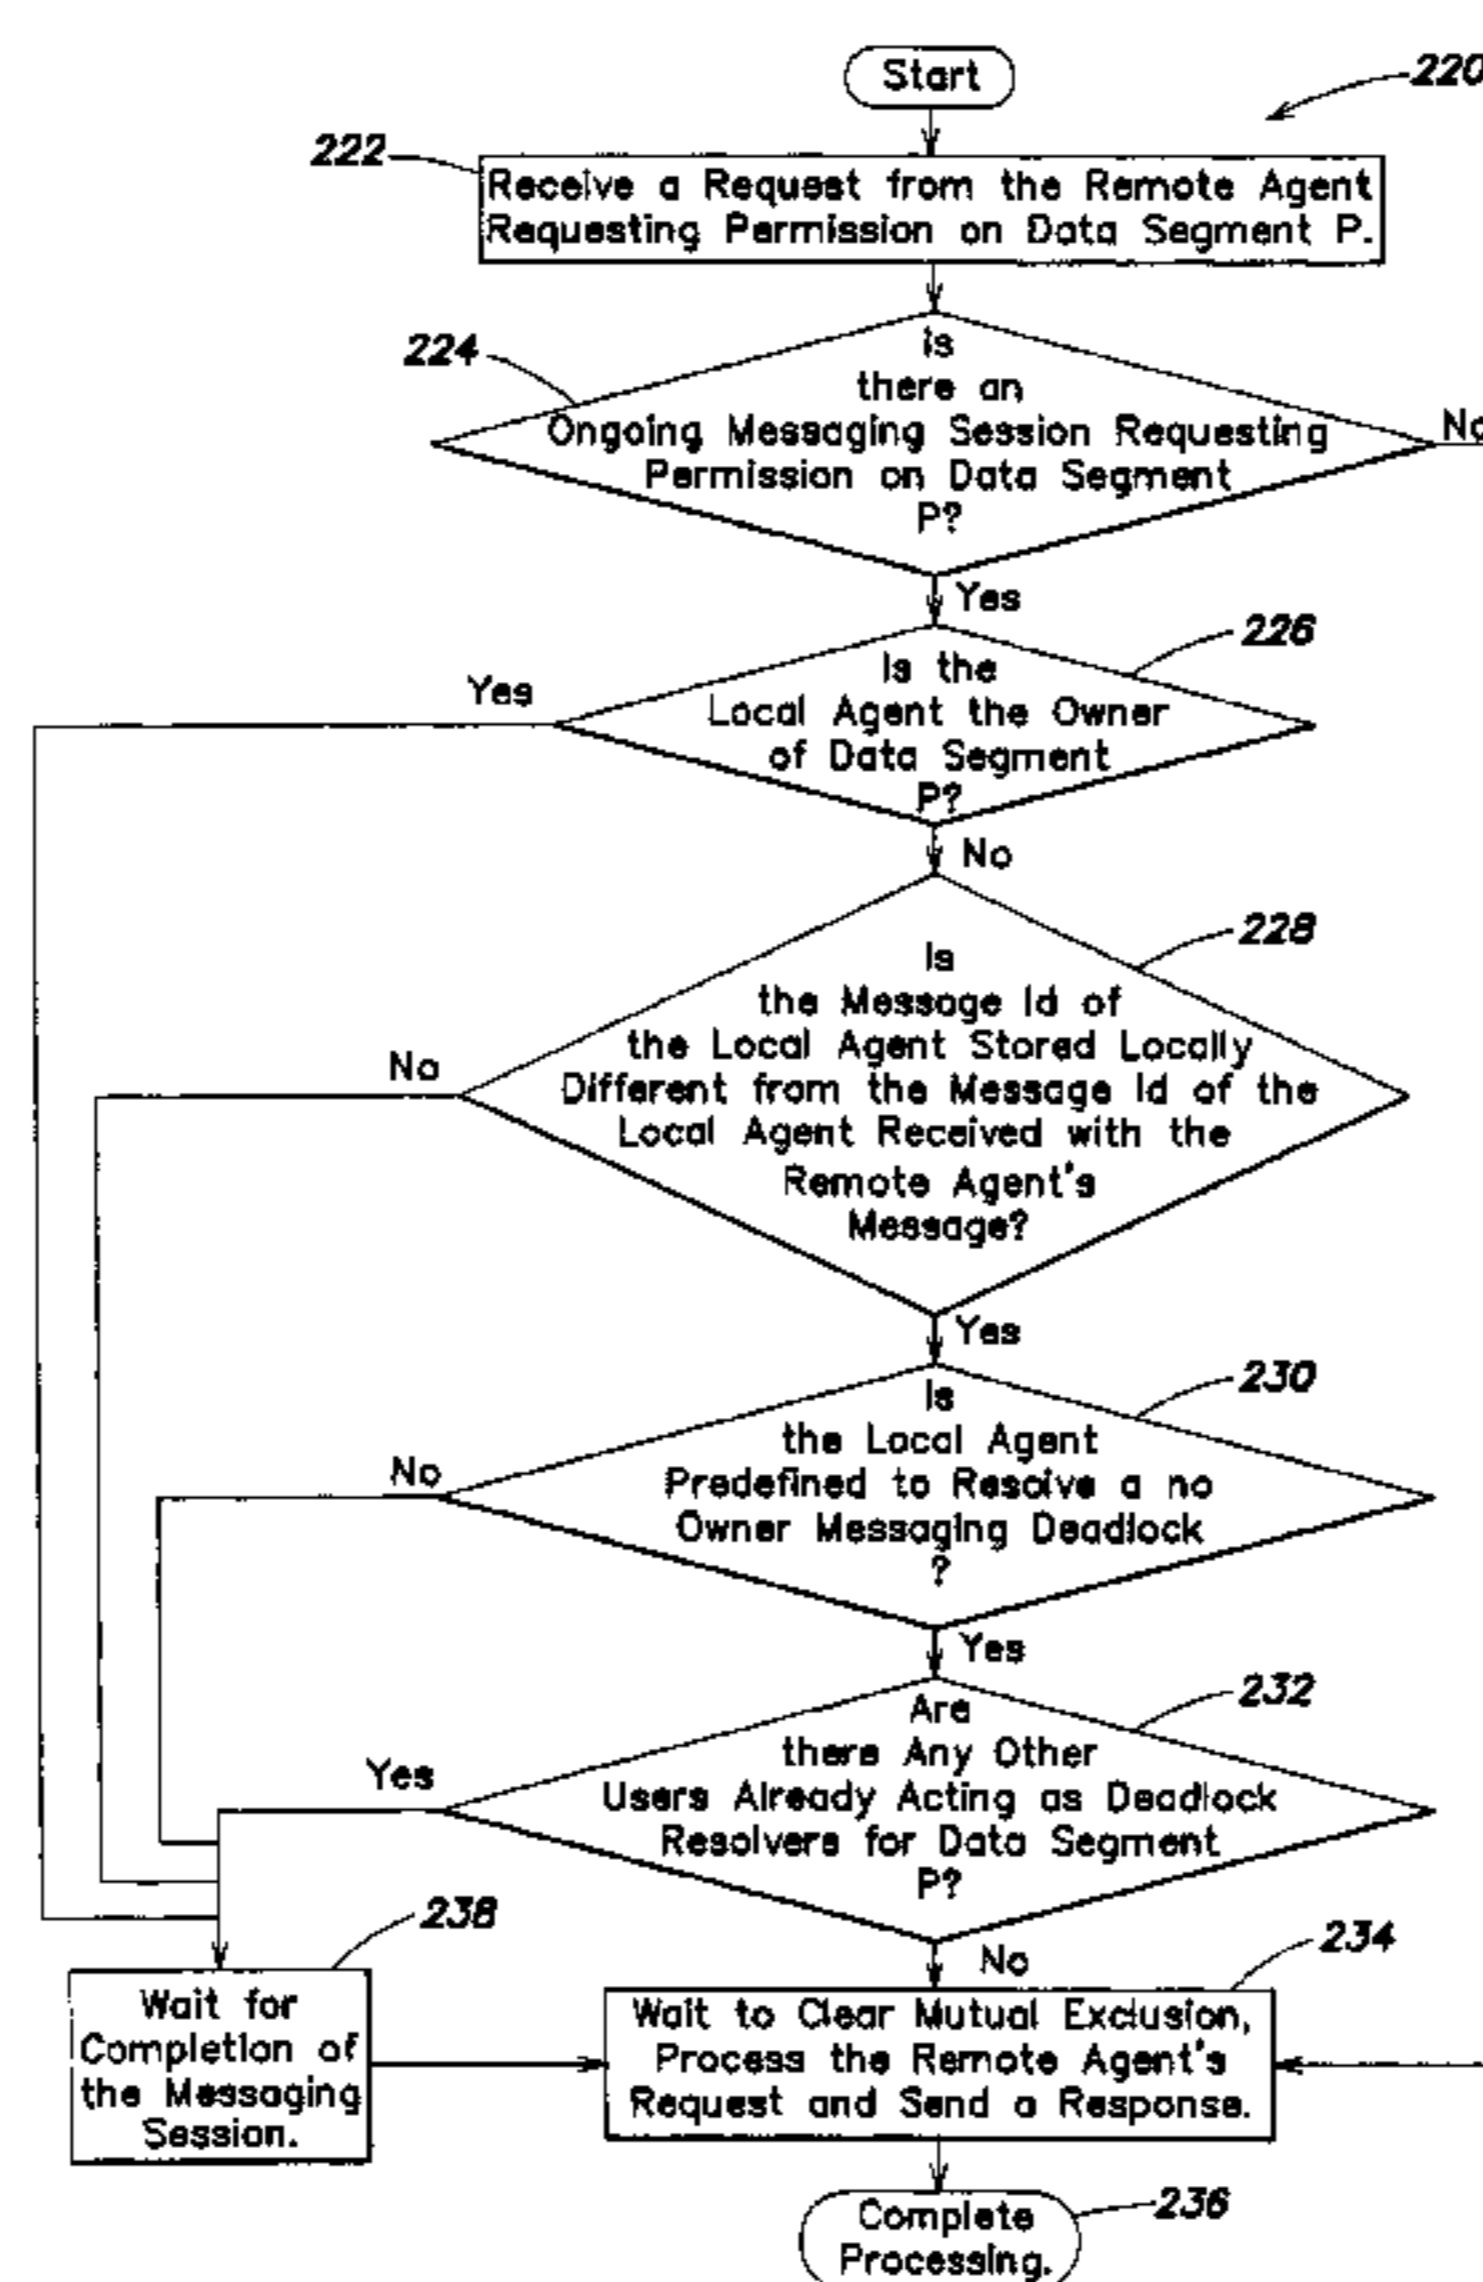 Start
220
222
Receive a Request from the Remote Agent
Requesting Permission on Data Segment P.
224
Is
there an
Ongoing Messaging Session Requesting
Permission on Data Segment
P?
No
Yes
226
Is the
Local Agent the Owner
of Data Segment
P?
Yes
No
228
Is
the Message Id of
the Local Agent Stored Locally
Different from the Message Id of the
Local Agent Received with the
Remote Agent's
Message?
No
Yes
230
Is
the Local Agent
Predefined to Resolve a no
Owner Messaging Deadlock
?
No
Yes
232
Are
there Any Other
Users Already Acting as Deadlock
Resolvers for Data Segment
P?
Yes
No
238
Wait for
Completion of
the Messaging
Session.
234
Wait to Clear Mutual Exclusion,
Process the Remote Agent's
Request and Send a Response.
236
Complete
Processing.